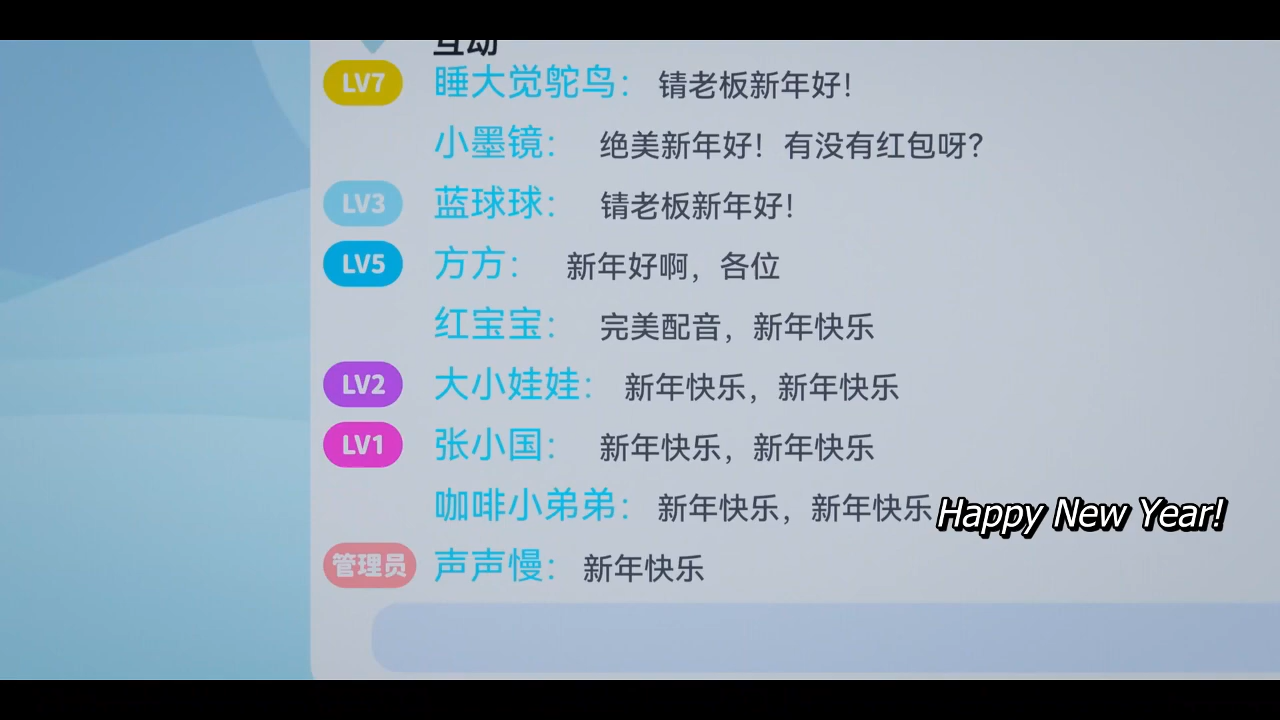 互动
LV7 睡大觉鸵鸟： 锖老板新年好！
小墨镜： 绝美新年好！有没有红包呀？
LV3 蓝球球： 锖老板新年好！
LV5 方方： 新年好啊，各位
红宝宝： 完美配音，新年快乐
LV2 大小娃娃： 新年快乐，新年快乐
LV1 张小国： 新年快乐，新年快乐
咖啡小弟弟： 新年快乐，新年快乐
Happy New Year!
管理员 声声慢： 新年快乐